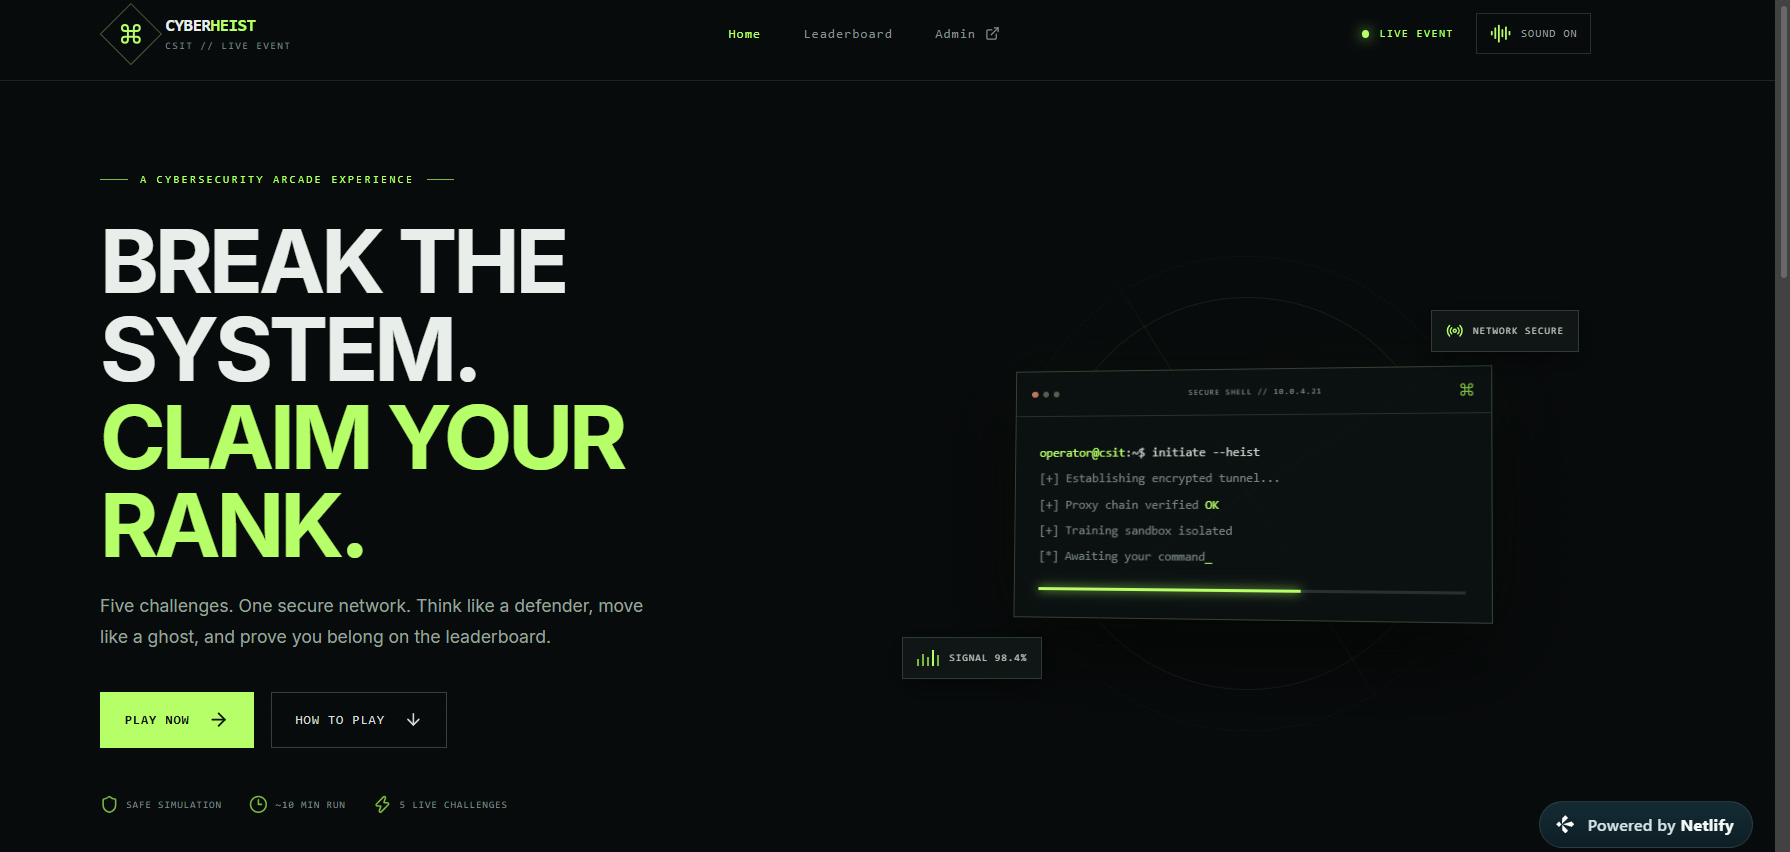 CYBERHEIST
CSIT // LIVE EVENT
Home
Leaderboard
Admin
LIVE EVENT
SOUND ON
A CYBERSECURITY ARCADE EXPERIENCE
BREAK THE
SYSTEM.
CLAIM YOUR
RANK.
Five challenges. One secure network. Think like a defender, move
like a ghost, and prove you belong on the leaderboard.
PLAY NOW
HOW TO PLAY
SAFE SIMULATION
~10 MIN RUN
5 LIVE CHALLENGES
NETWORK SECURE
SECURE SHELL // 10.0.4.21
operator@csit:~$ initiate --heist
[+] Establishing encrypted tunnel...
[+] Proxy chain verified OK
[+] Training sandbox isolated
[*] Awaiting your command_
SIGNAL 98.4%
Powered by Netlify